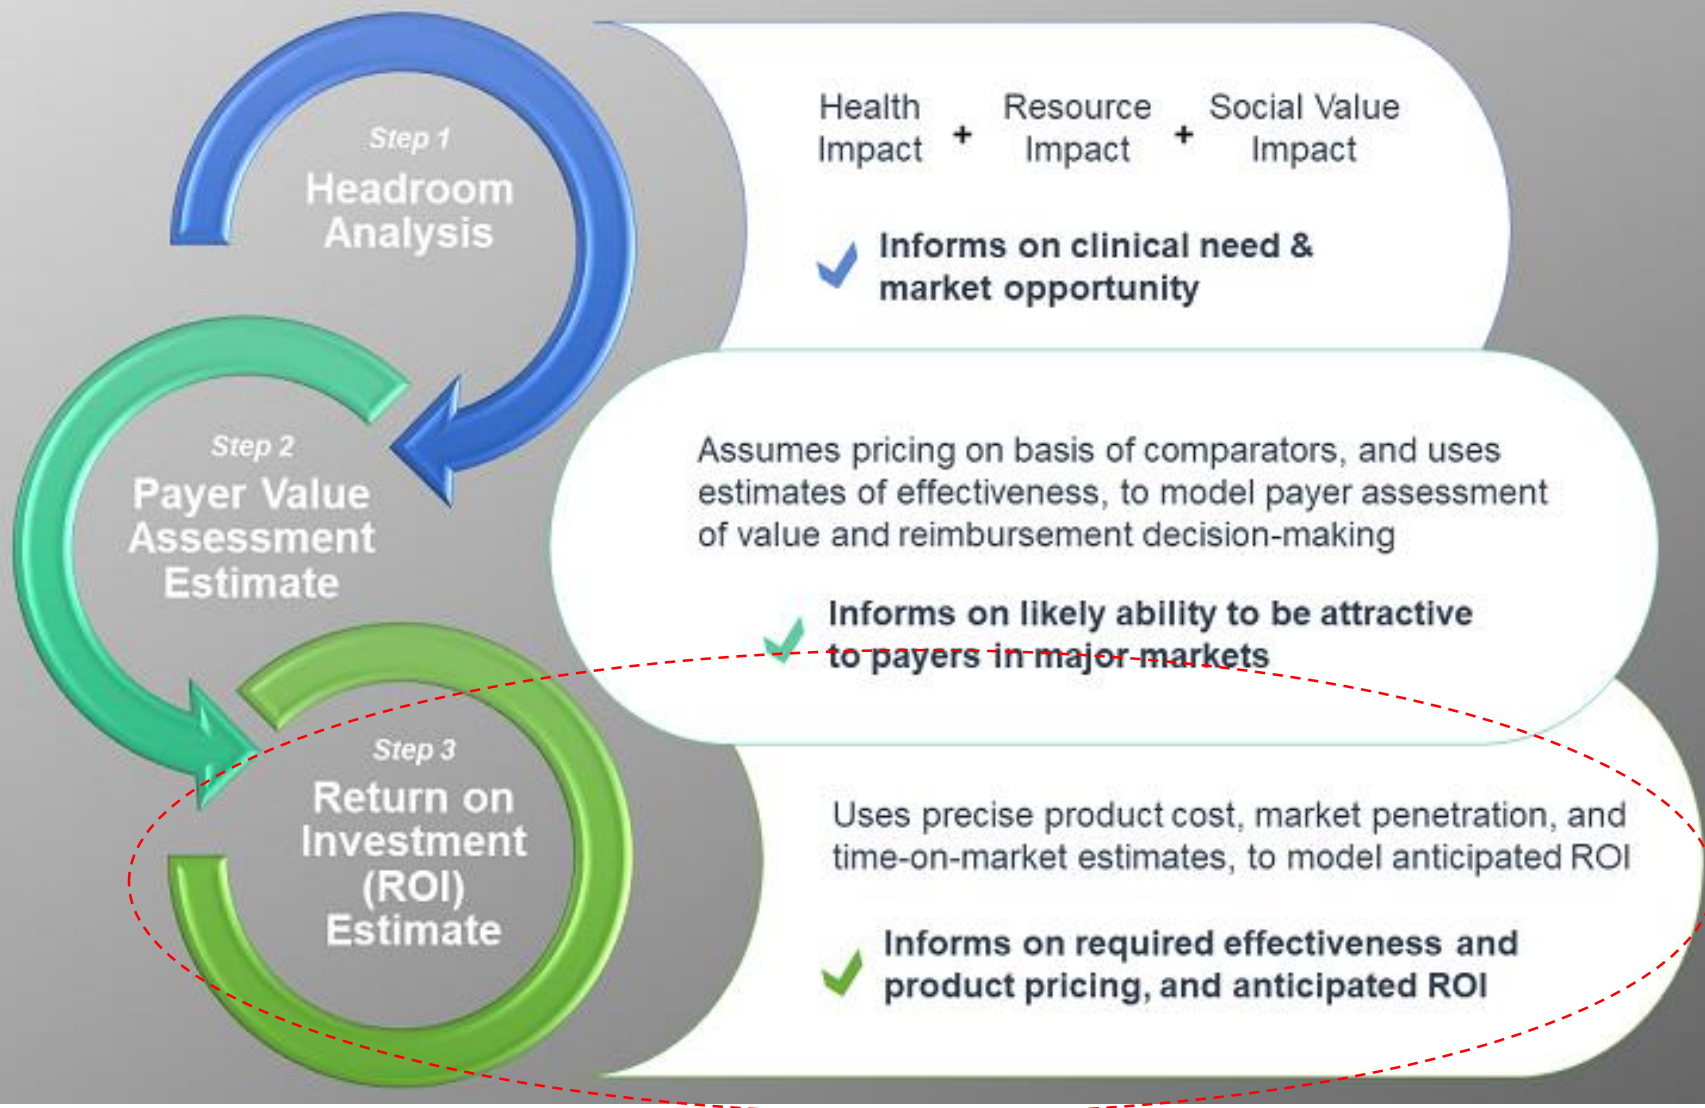 Step 1
Headroom
Analysis
Health
Impact
+
Resource
Impact
+
Social Value
Impact
Informs on clinical need &
market opportunity
Step 2
Payer Value
Assessment
Estimate
Assumes pricing on basis of comparators, and uses
estimates of effectiveness, to model payer assessment
of value and reimbursement decision-making
Informs on likely ability to be attractive
to payers in major markets
Step 3
Return on
Investment
(ROI)
Estimate
Uses precise product cost, market penetration, and
time-on-market estimates, to model anticipated ROI
Informs on required effectiveness and
product pricing, and anticipated ROI